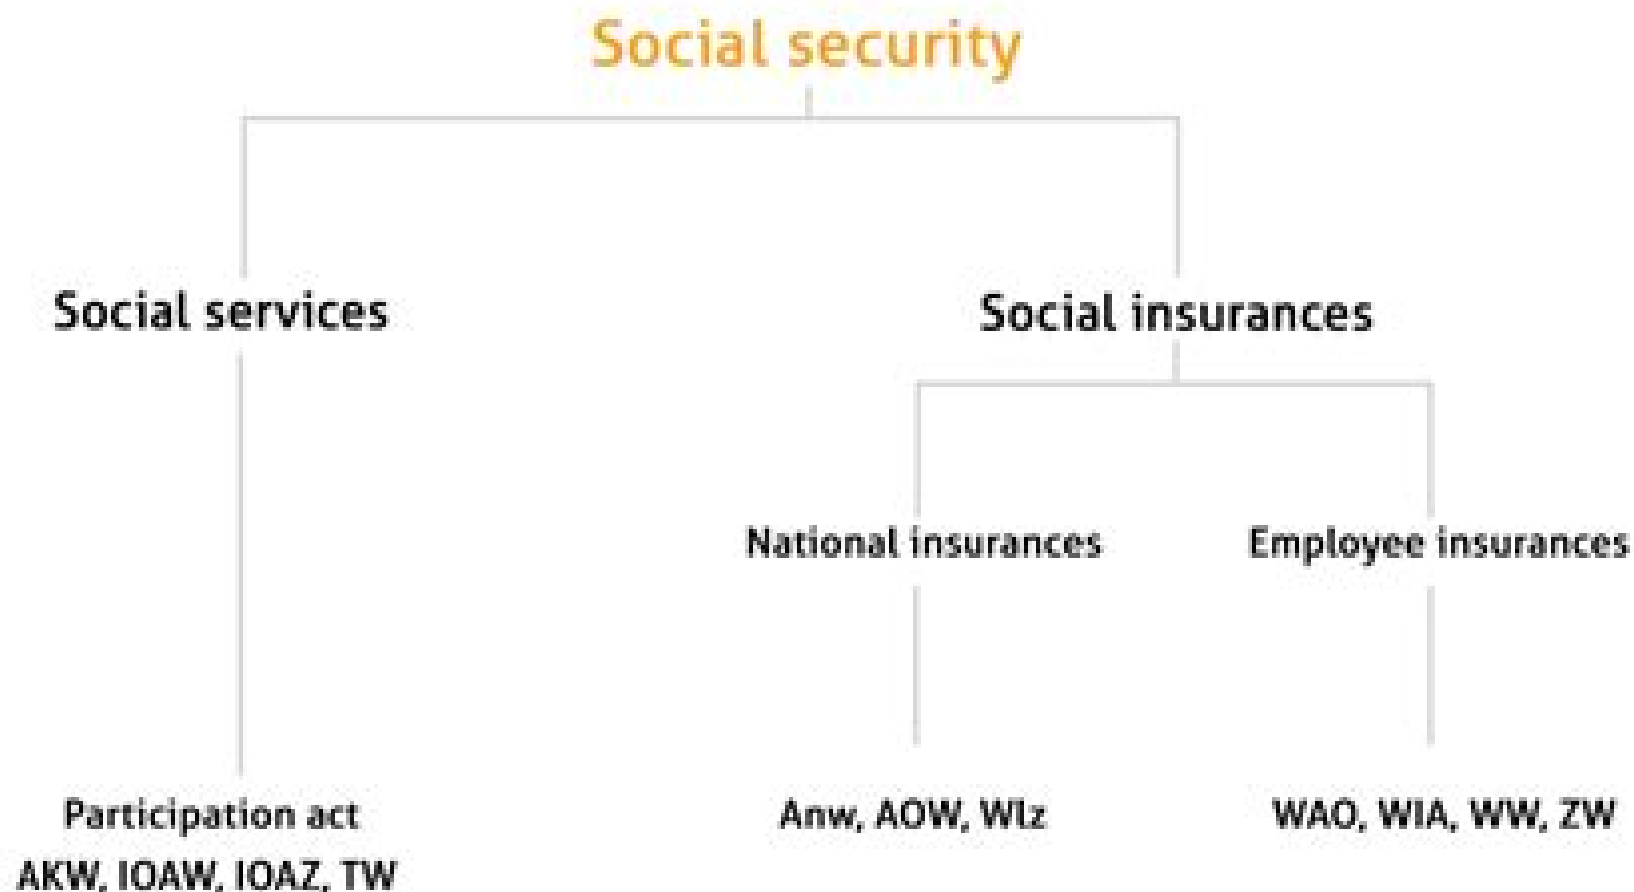 Social security
Social services
Social insurances
National insurances
Employee insurances
Participation act
AKW, IOAW, IOAZ, TW
Anw, AOW, Wlz
WAO, WIA, WW, ZW